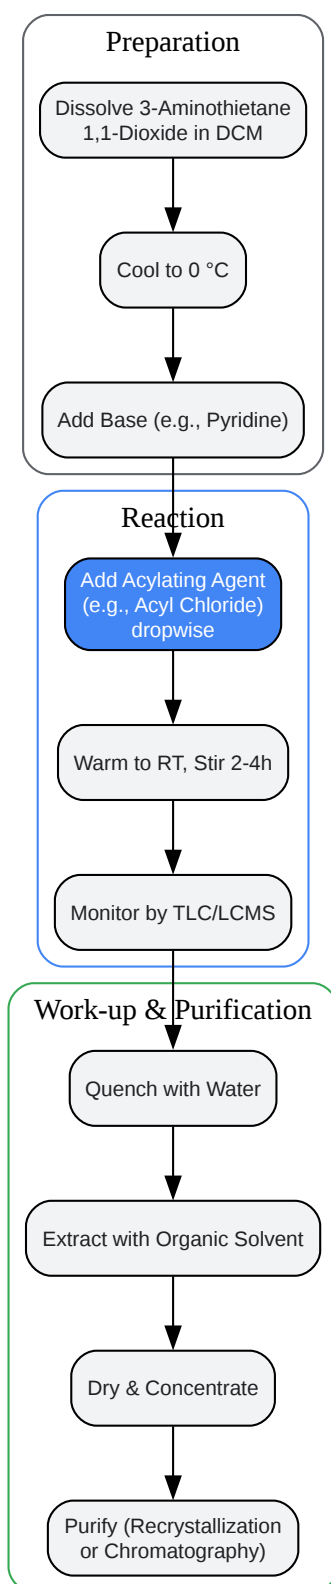 Preparation
Dissolve 3-Aminothietane
1,1-Dioxide in DCM
Cool to 0 °C
Add Base (e.g., Pyridine)
Reaction
Add Acylating Agent
(e.g., Acyl Chloride)
dropwise
Warm to RT, Stir 2-4h
Monitor by TLC/LCMS
Work-up & Purification
Quench with Water
Extract with Organic Solvent
Dry & Concentrate
Purify (Recrystallization
or Chromatography)